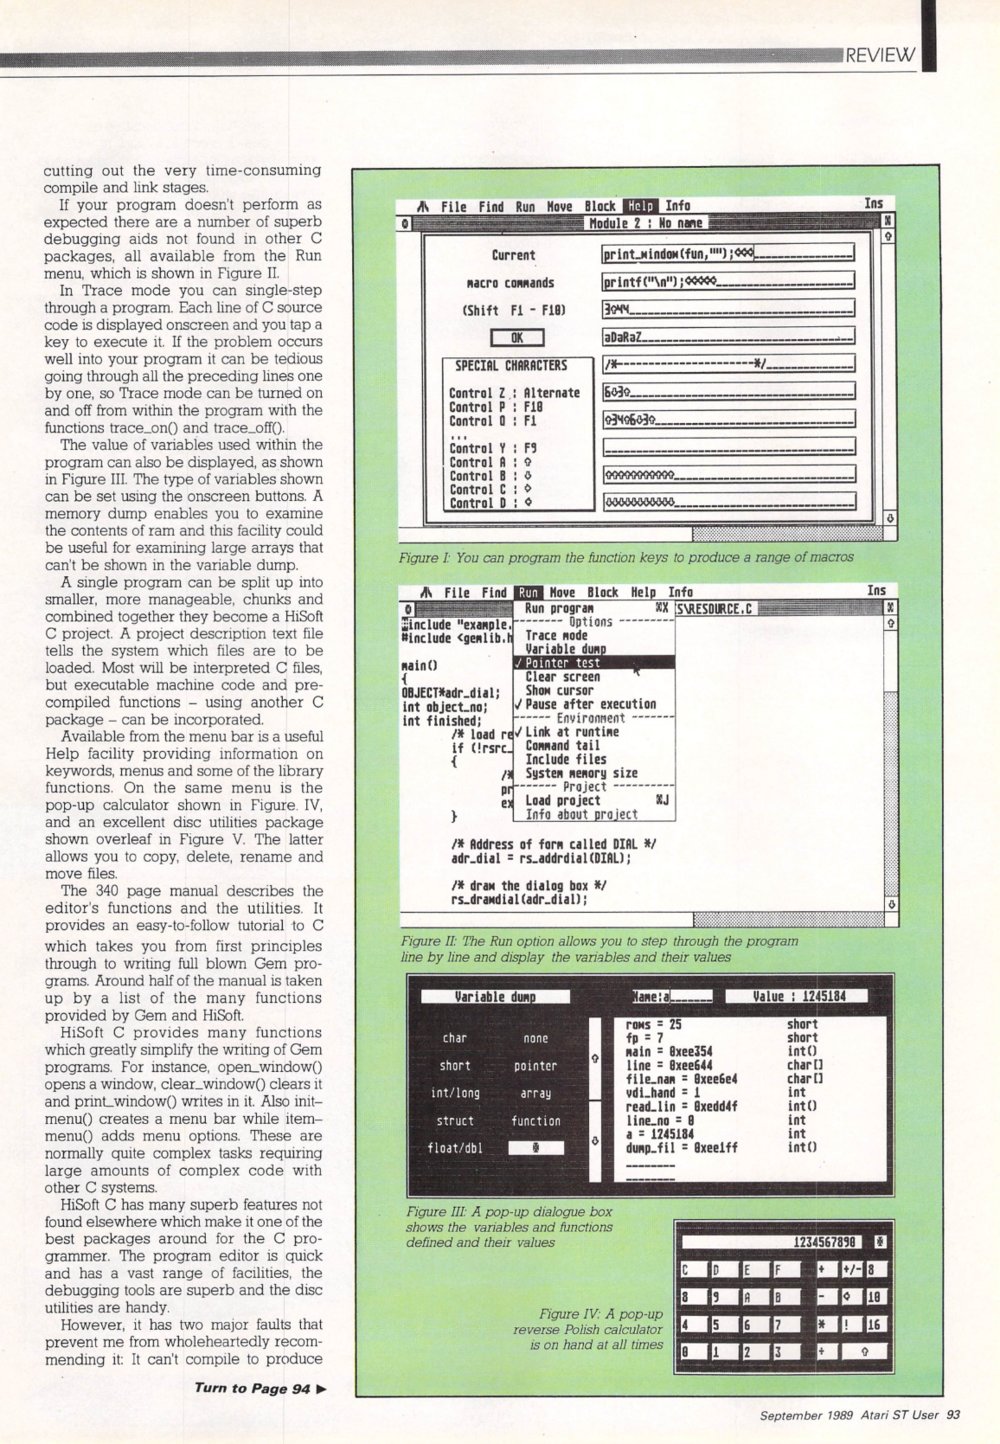 REVIEW
cutting out the very time-consuming
compile and link stages.
If your program doesn't perform as
expected there are a number of superb
debugging aids not found in other C
packages, all available from the Run
menu, which is shown in Figure II.
In Trace mode you can single-step
through a program. Each line of C source
code is displayed onscreen and you tap a
key to execute it. If the problem occurs
well into your program it can be tedious
going through all the preceding lines one
by one, so Trace mode can be turned on
and off from within the program with the
functions trace_on() and trace_off().
The value of variables used within the
program can also be displayed, as shown
in Figure III. The type of variables shown
can be set using the onscreen buttons. A
memory dump enables you to examine
the contents of ram and this facility could
be useful for examining large arrays that
can't be shown in the variable dump.
A single program can be split up into
smaller, more manageable, chunks and
combined together they become a HiSoft
C project. A project description text file
tells the system which files are to be
loaded. Most will be interpreted C files,
but executable machine code and pre-
compiled functions – using another C
package – can be incorporated.
Available from the menu bar is a useful
Help facility providing information on
keywords, menus and some of the library
functions. On the same menu is the
pop-up calculator shown in Figure. IV,
and an excellent disc utilities package
shown overleaf in Figure V. The latter
allows you to copy, delete, rename and
move files.
The 340 page manual describes the
editor's functions and the utilities. It
provides an easy-to-follow tutorial to C
which takes you from first principles
through to writing full blown Gem pro-
grams. Around half of the manual is taken
up by a list of the many functions
provided by Gem and HiSoft.
HiSoft C provides many functions
which greatly simplify the writing of Gem
programs. For instance, open_window()
opens a window, clear_window() clears it
and print_window() writes in it. Also init–
menu() creates a menu bar while item–
menu() adds menu options. These are
normally quite complex tasks requiring
large amounts of complex code with
other C systems.
HiSoft C has many superb features not
found elsewhere which make it one of the
best packages around for the C pro-
grammer. The program editor is quick
and has a vast range of facilities, the
debugging tools are superb and the disc
utilities are handy.
However, it has two major faults that
prevent me from wholeheartedly recom-
mending it: It can't compile to produce
Turn to Page 94 ►
File Find Run Move Block Help Info Ins
Module 2 : No name
Current
macro commands
(Shift F1 - F10)
OK
SPECIAL CHARACTERS
Control Z : Alternate
Control P : F10
Control Q : F1
...
Control Y : F9
Control A : ⇧
Control B : ⇩
Control C : ⇨
Control D : ⇦
printf("\n");
aDaRaZ
/*-----------------------*/
Figure I: You can program the function keys to produce a range of macros
File Find Run Move Block Help Info Ins
S\RESOURCE.C
#include "example.
#include <gemlib.h
main()
{
OBJECT*adr_dial;
int object_no;
int finished;
/* load re
if (!rsrc_
{
/*
pr
ex
}
/* Address of form called DIAL */
adr_dial = rs_addrdial(DIAL);
/* draw the dialog box */
rs_drawdial(adr_dial);
Run program ⌘X
------- Options -------
Trace mode
Variable dump
✓ Pointer test
Clear screen
Show cursor
✓ Pause after execution
------ Environment ------
✓ Link at runtime
Command tail
Include files
System memory size
------- Project -------
Load project ⌘J
Info about project
Figure II: The Run option allows you to step through the program
line by line and display the variables and their values
Variable dump
Name:a______
Value : 1245184
char none
short pointer
int/long array
struct function
float/dbl
rows = 25 short
fp = 7 short
main = 0xee354 int()
line = 0xee644 char[]
file_nam = 0xee6e4 char[]
vdi_hand = 1 int
read_lin = 0xedd4f int()
line_no = 0 int
a = 1245184 int
dump_fil = 0xee1ff int()
Figure III: A pop-up dialogue box
shows the variables and functions
defined and their values
1234567890
C D E F + +/- 8
8 9 A B - ⇦ 10
4 5 6 7 * ! 16
0 1 2 3 ÷ ⇧
Figure IV: A pop-up
reverse Polish calculator
is on hand at all times
September 1989 Atari ST User 93